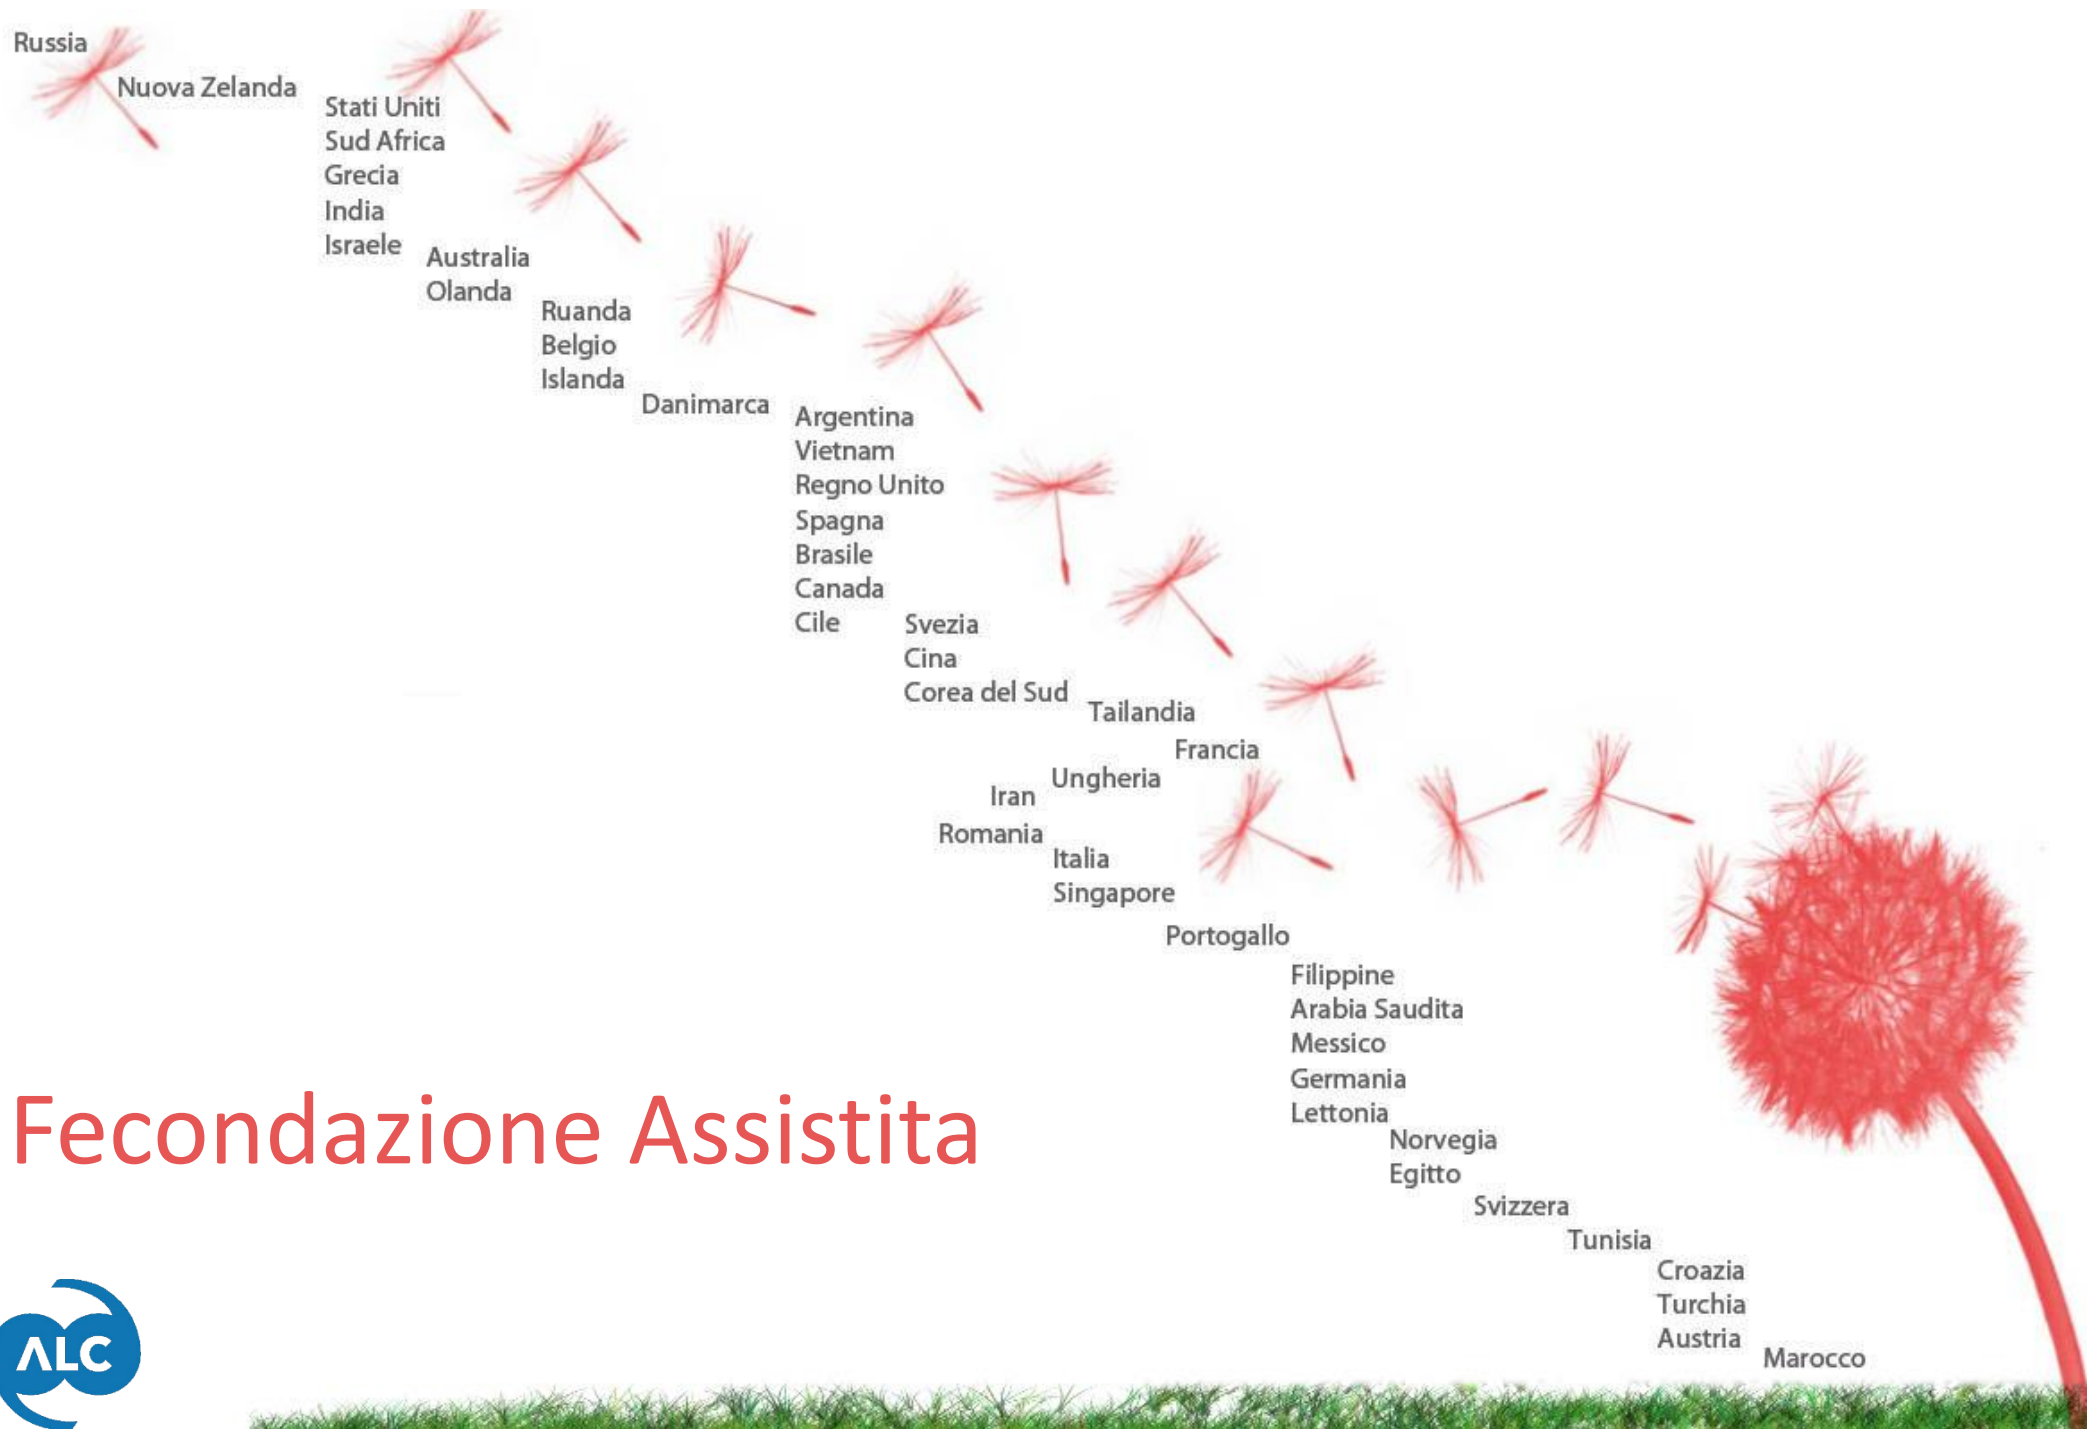 Russia
Nuova Zelanda
Stati Uniti
Sud Africa
Grecia
India
Israele
Australia
Olanda
Ruanda
Belgio
Islanda
Danimarca
Argentina
Vietnam
Regno Unito
Spagna
Brasile
Canada
Cile
Svezia
Cina
Corea del Sud
Tailandia
Francia
Ungheria
Iran
Romania
Italia
Singapore
Portogallo
Filippine
Arabia Saudita
Messico
Germania
Lettonia
Norvegia
Egitto
Svizzera
Tunisia
Croazia
Turchia
Austria
Marocco
Fecondazione Assistita
ALC